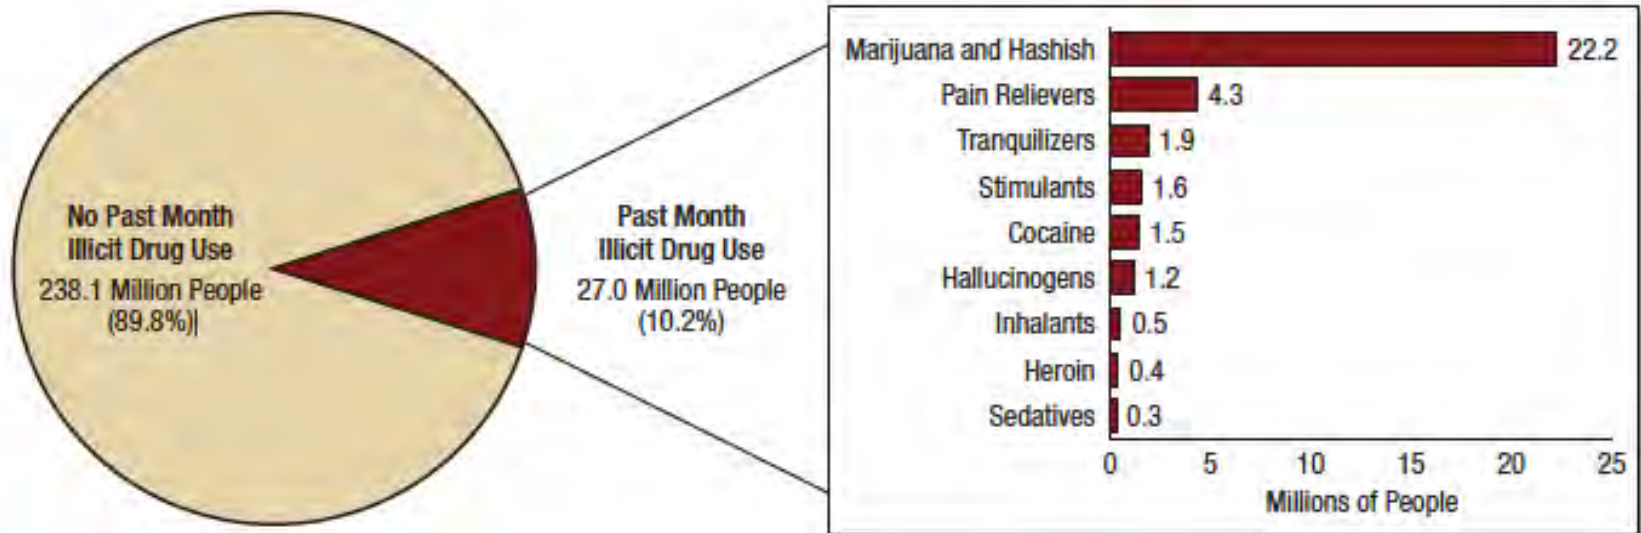 No Past Month
Illicit Drug Use
238.1 Million People
(89.8%)|
Past Month
Illicit Drug Use
27.0 Million People
(10.2%)
Marijuana and Hashish 22.2
Pain Relievers 4.3
Tranquilizers 1.9
Stimulants 1.6
Cocaine 1.5
Hallucinogens 1.2
Inhalants 0.5
Heroin 0.4
Sedatives 0.3
0 5 10 15 20 25
Millions of People